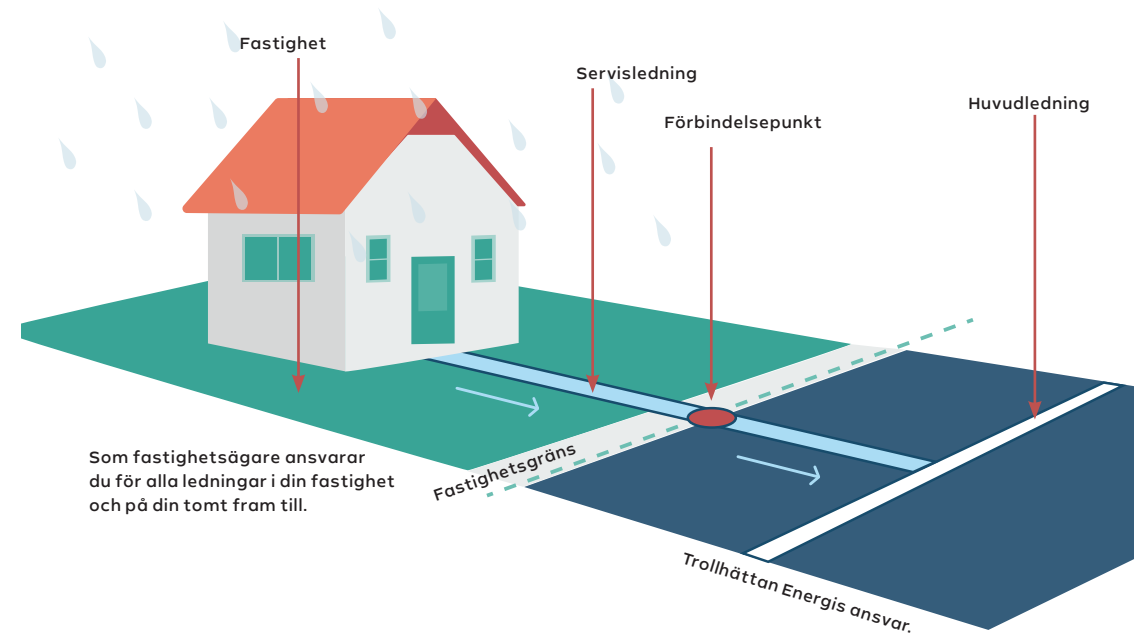 Fastighet
Servisledning
Förbindelsepunkt
Huvudledning
Som fastighetsägare ansvarar
du för alla ledningar i din fastighet
och på din tomt fram till.
Fastighetsgräns
Trollhättan Energis ansvar.